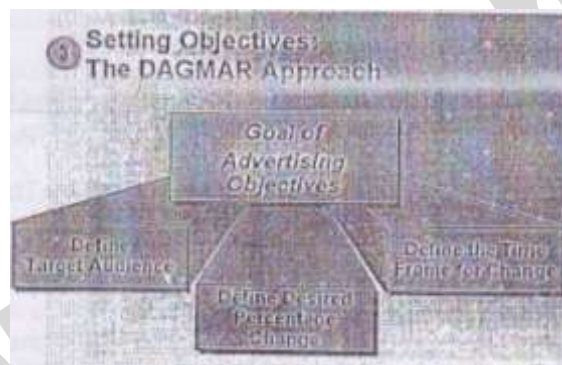 3
Setting Objectives:
The DAGMAR Approach
Goal of
Advertising
Objectives
Define
Target Audience
Define Desired
Percentage
Change
Define the Time
Frame for Change